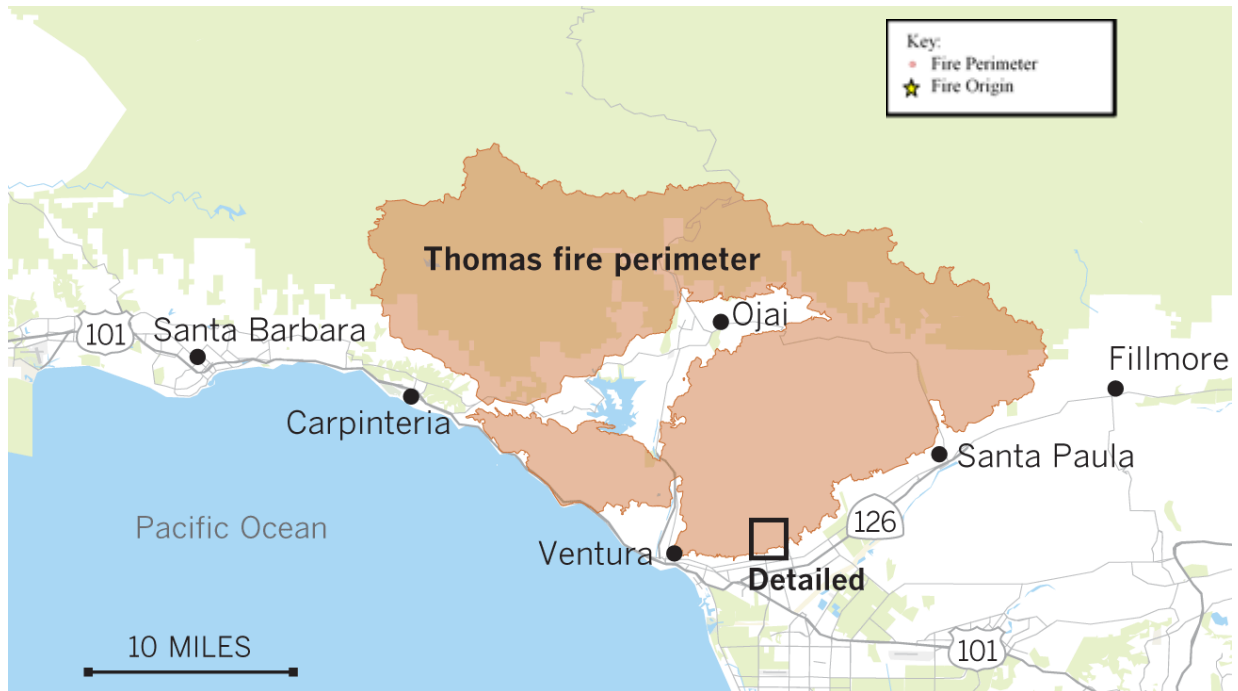 Key:
Fire Perimeter
Fire Origin
Thomas fire perimeter
Ojai
101
Santa Barbara
Fillmore
Carpinteria
Santa Paula
126
Pacific Ocean
Ventura
Detailed
10 MILES
101